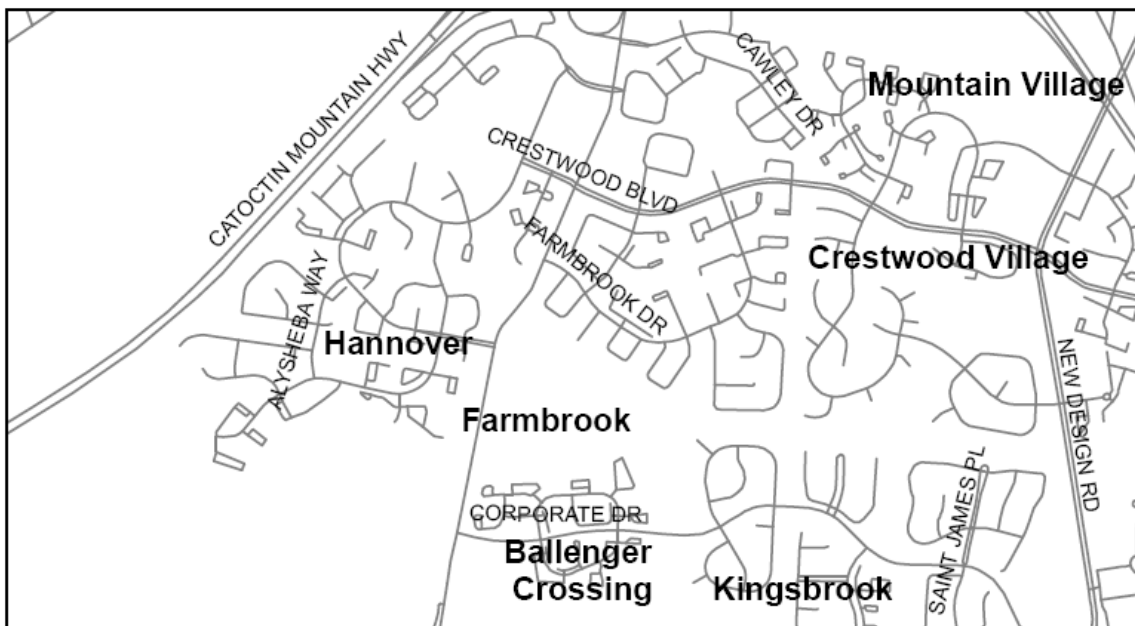 CATOCTIN MOUNTAIN HWY
CAWLEY DR
Mountain Village
CRESTWOOD BLVD
FARMBROOK DR
Crestwood Village
ALYSHEBA WAY
Hannover
NEW DESIGN RD
Farmbrook
CORPORATE DR
SAINT JAMES PL
Ballenger
Crossing
Kingsbrook